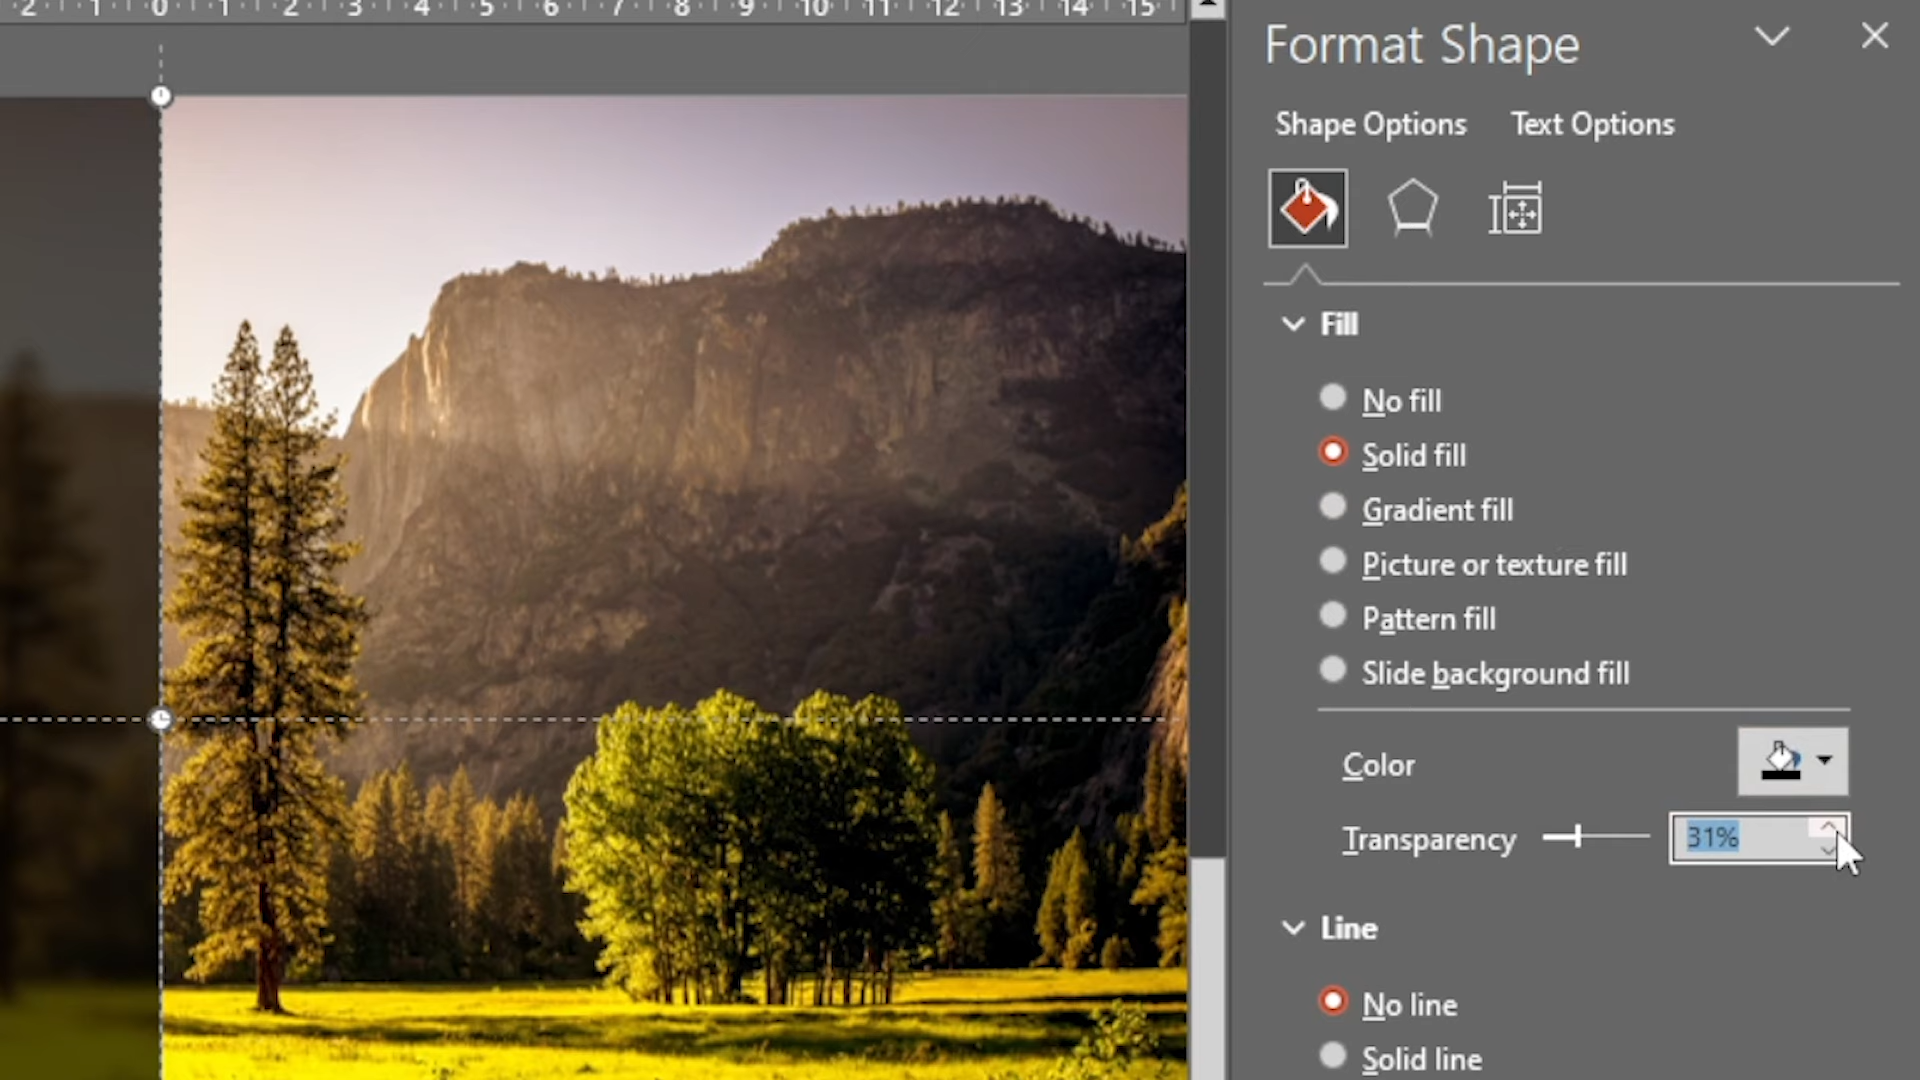 2 1 0 1 2 3 4 5 6 7 8 9 10 11 12 13 14 15
Format Shape
Shape Options Text Options
Fill
No fill
Solid fill
Gradient fill
Picture or texture fill
Pattern fill
Slide background fill
Color
Transparency 31%
Line
No line
Solid line